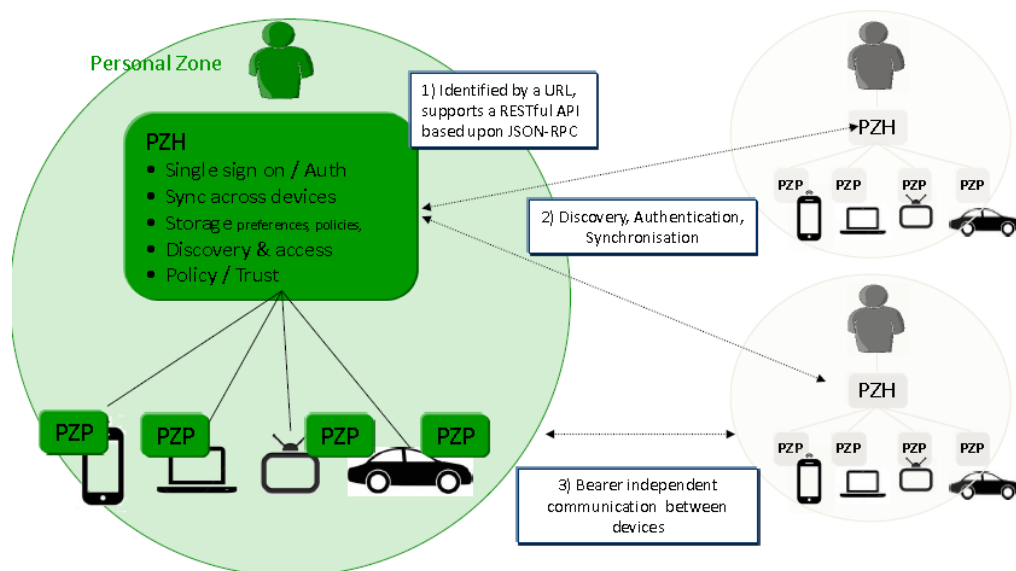 Personal Zone
PZH
• Single sign on / Auth
• Sync across devices
• Storage preferences, policies,
• Discovery & access
• Policy / Trust
PZP
PZP
PZP
PZP
1) Identified by a URL,
supports a RESTful API
based upon JSON-RPC
2) Discovery, Authentication,
Synchronisation
3) Bearer independent
communication between
devices
PZH
PZP
PZP
PZP
PZP
PZH
PZP
PZP
PZP
PZP